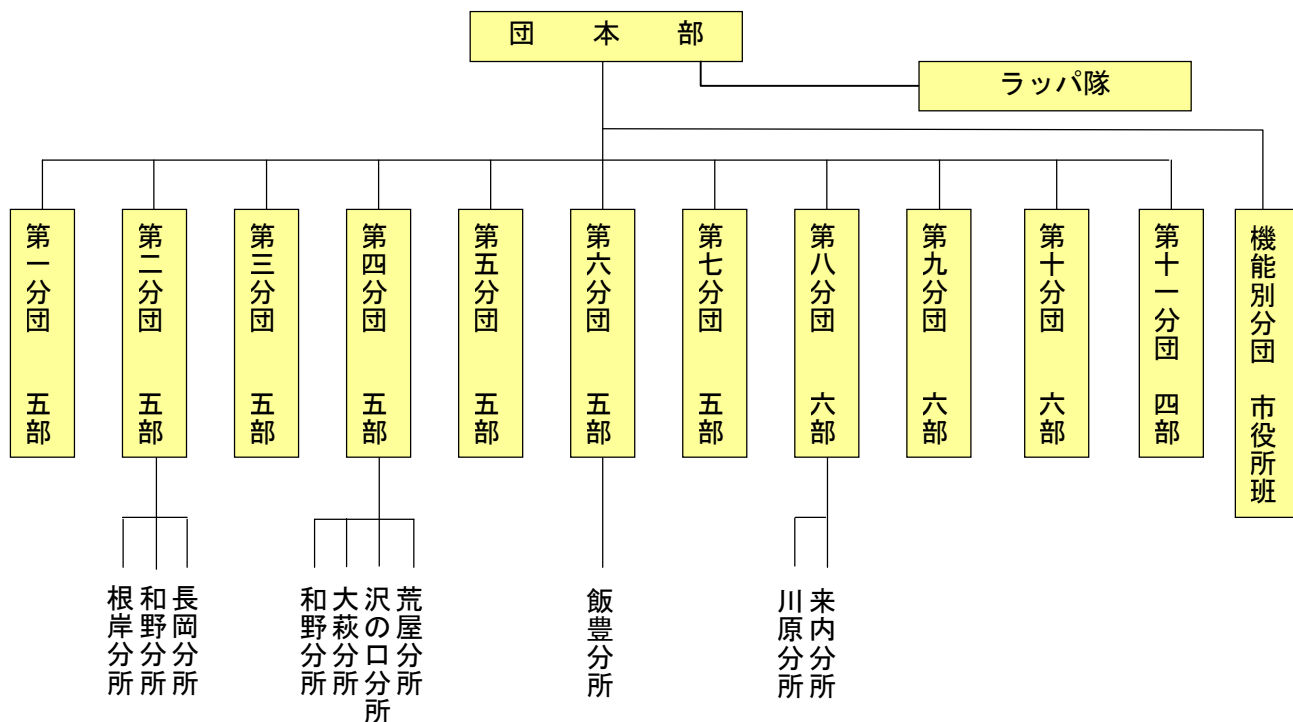 団本部
ラッパ隊
第一分団 五部
第二分団 五部
第三分団 五部
第四分団 五部
第五分団 五部
第六分団 五部
第七分団 五部
第八分団 六部
第九分団 六部
第十分団 六部
第十一分団 四部
機能別分団 市役所班
根岸分所
和野分所
長岡分所
和野分所
大萩分所
沢の口分所
荒屋分所
飯豊分所
川原分所
来内分所